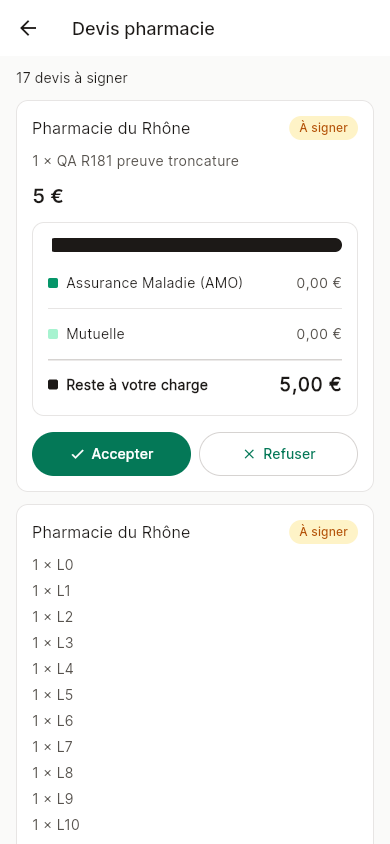 Devis pharmacie
17 devis à signer
Pharmacie du Rhône
À signer
1 × QA R181 preuve troncature
5 €
Assurance Maladie (AMO) 0,00 €
Mutuelle 0,00 €
Reste à votre charge 5,00 €
Accepter
Refuser
Pharmacie du Rhône
À signer
1 × L0
1 × L1
1 × L2
1 × L3
1 × L4
1 × L5
1 × L6
1 × L7
1 × L8
1 × L9
1 × L10